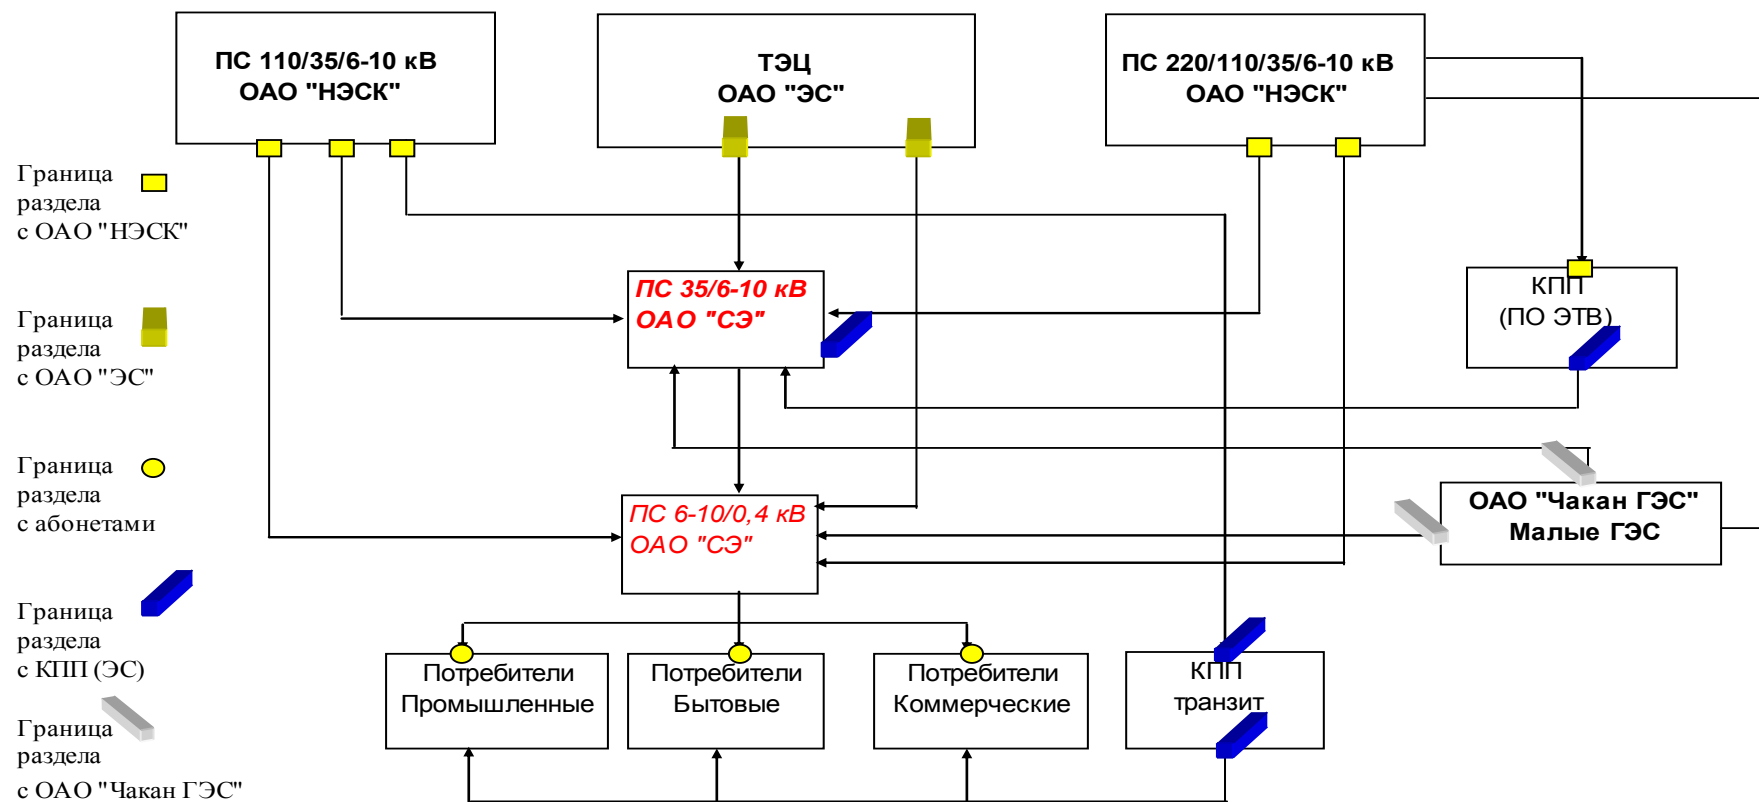 ПС 110/35/6-10 кВ
ОАО "НЭСК"
ТЭЦ
ОАО "ЭС"
ПС 220/110/35/6-10 кВ
ОАО "НЭСК"
Граница
раздела
с ОАО "НЭСК"
Граница
раздела
с ОАО "ЭС"
Граница
раздела
с абонетами
Граница
раздела
с КПП (ЭС)
Граница
раздела
с ОАО "Чакан ГЭС"
ПС 35/6-10 кВ
ОАО "СЭ"
КПП
(ПО ЭТВ)
ПС 6-10/0,4 кВ
ОАО "СЭ"
ОАО "Чакан ГЭС"
Малые ГЭС
Потребители
Промышленные
Потребители
Бытовые
Потребители
Коммерческие
КПП
транзит